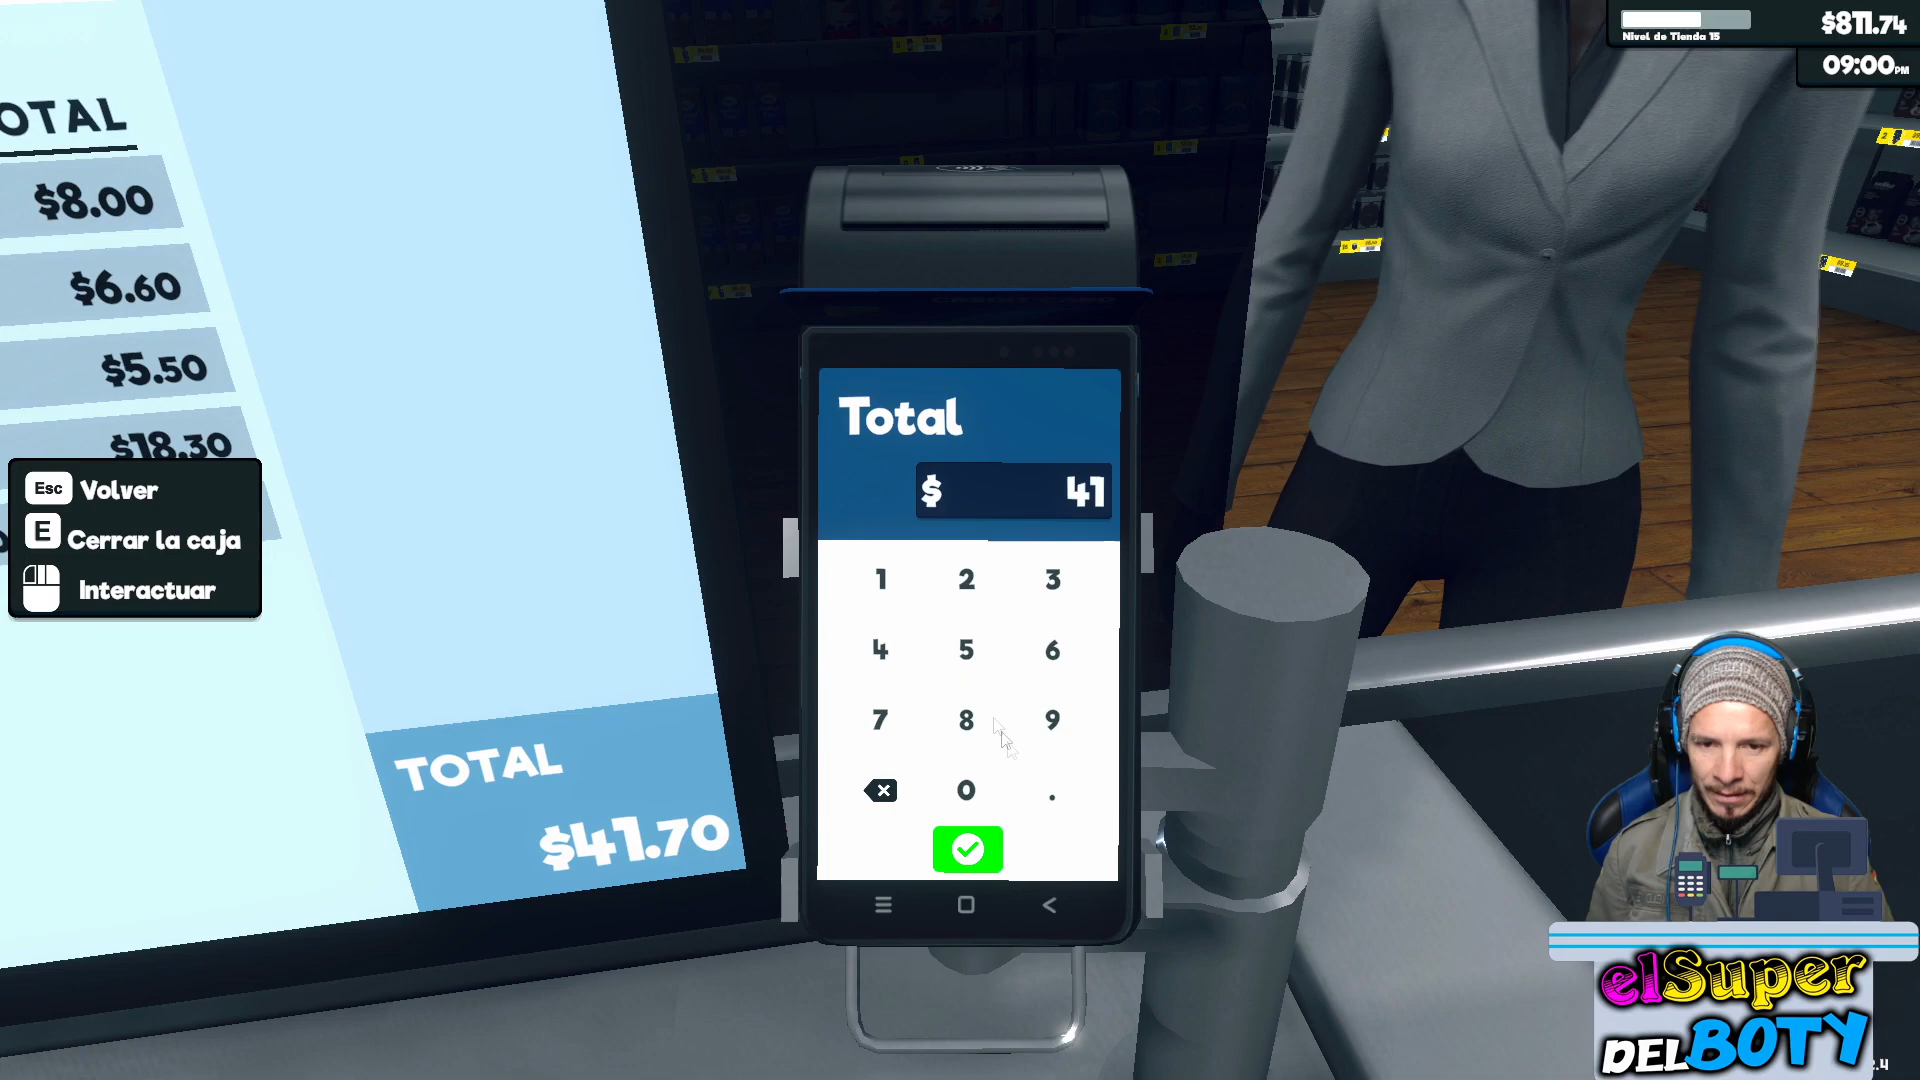 OTAL
$8.00
$6.60
$5.50
$18.30
Esc Volver
E Cerrar la caja
Interactuar
TOTAL
$41.70
Total
$ 41
1 2 3
4 5 6
7 8 9
0 .
Nivel de Tienda 15
$811.74
09:00PM
elSuper
DEL BOTY